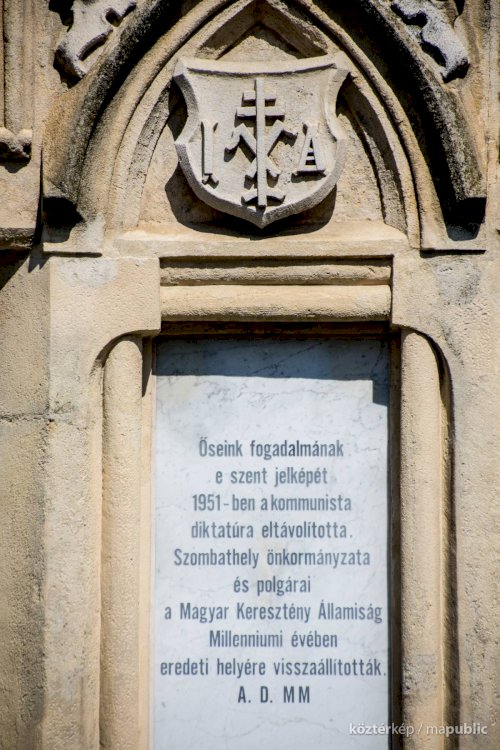 I A
Őseink fogadalmának
e szent jelképét
1951-ben a kommunista
diktatúra eltávolította.
Szombathely önkormányzata
és polgárai
a Magyar Keresztény Államiság
Millenniumi évében
eredeti helyére visszaállították.
A. D. MM
köztérkép / mapublic